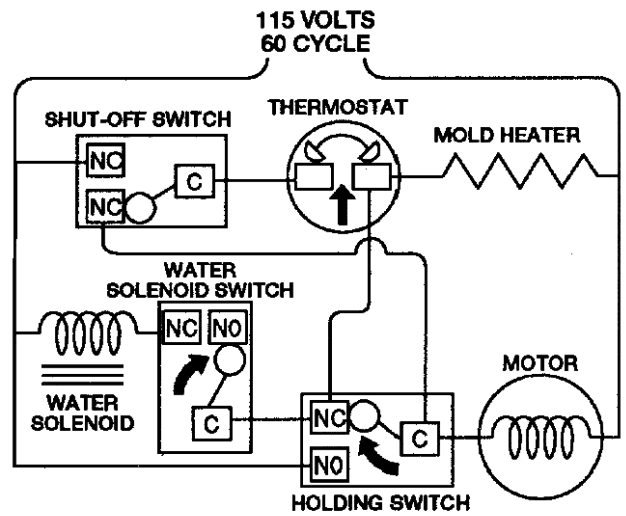 115 VOLTS
60 CYCLE
SHUT-OFF SWITCH
THERMOSTAT
MOLD HEATER
NC
C
NC
WATER
SOLENOID SWITCH
NC NO
C
WATER
SOLENOID
MOTOR
NC
C
NO
HOLDING SWITCH